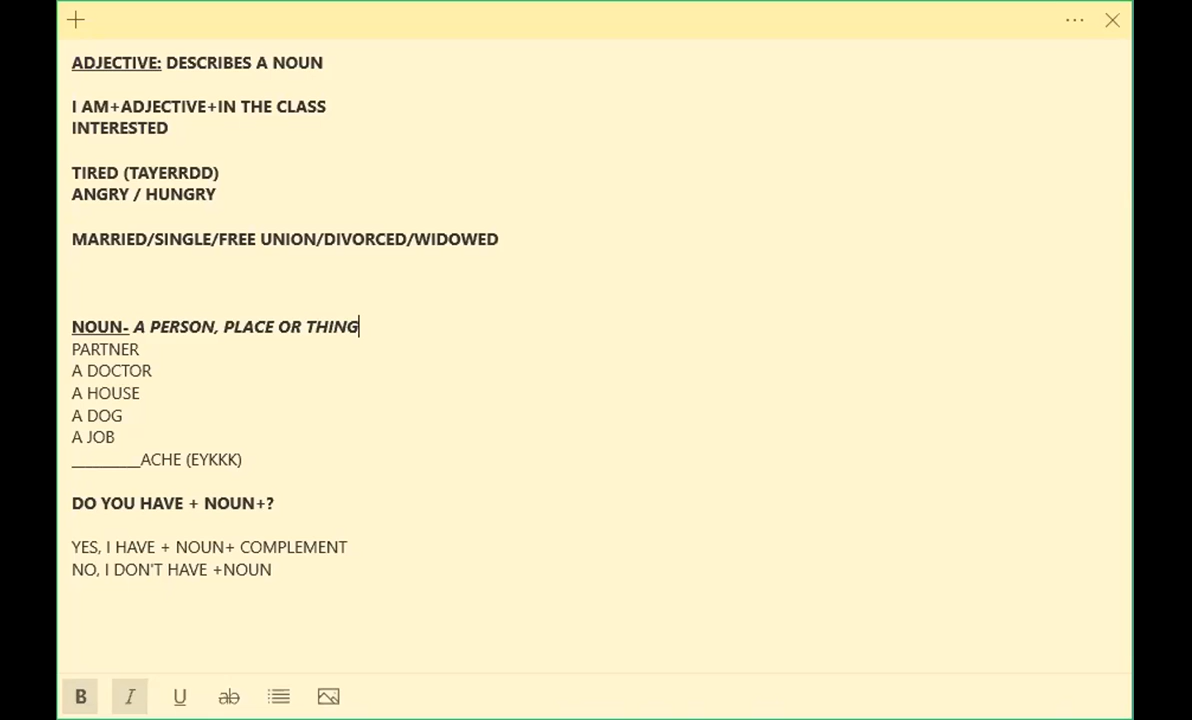 ADJECTIVE: DESCRIBES A NOUN
I AM+ADJECTIVE+IN THE CLASS
INTERESTED
TIRED (TAYERRDD)
ANGRY / HUNGRY
MARRIED/SINGLE/FREE UNION/DIVORCED/WIDOWED
NOUN- A PERSON, PLACE OR THING
PARTNER
A DOCTOR
A HOUSE
A DOG
A JOB
__________ACHE (EYKKK)
DO YOU HAVE + NOUN+?
YES, I HAVE + NOUN+ COMPLEMENT
NO, I DON'T HAVE +NOUN
B I U ab